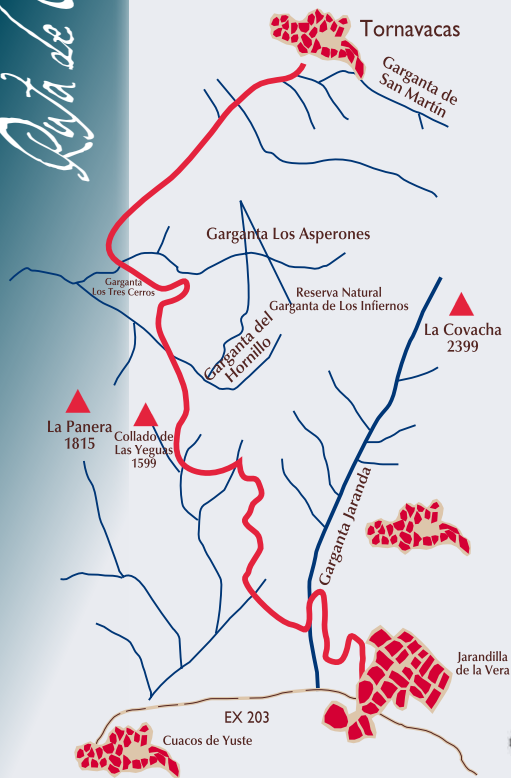 Ruta de
Tornavacas
Garganta de
San Martín
Garganta Los Asperones
Garganta
Los Tres Cerros
Reserva Natural
Garganta de Los Infiernos
Garganta del
Hornillo
La Covacha
2399
La Panera
1815
Collado de
Las Yeguas
1599
Garganta Jaranda
Jarandilla
de la Vera
EX 203
Cuacos de Yuste